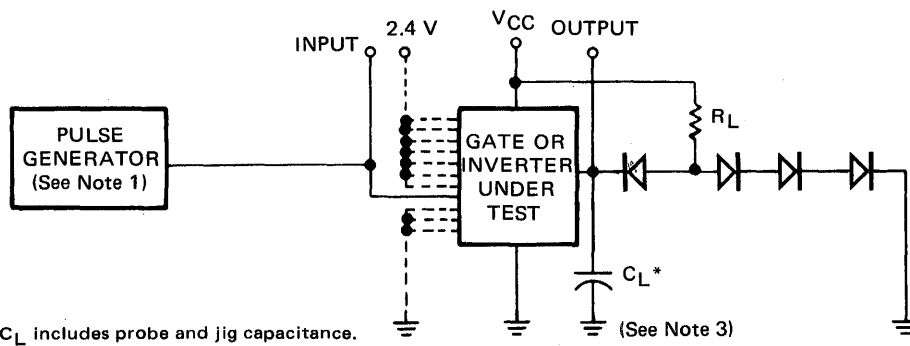 INPUT
2.4 V
VCC
OUTPUT
PULSE
GENERATOR
(See Note 1)
GATE OR
INVERTER
UNDER
TEST
RL
CL*
(See Note 3)
CL includes probe and jig capacitance.